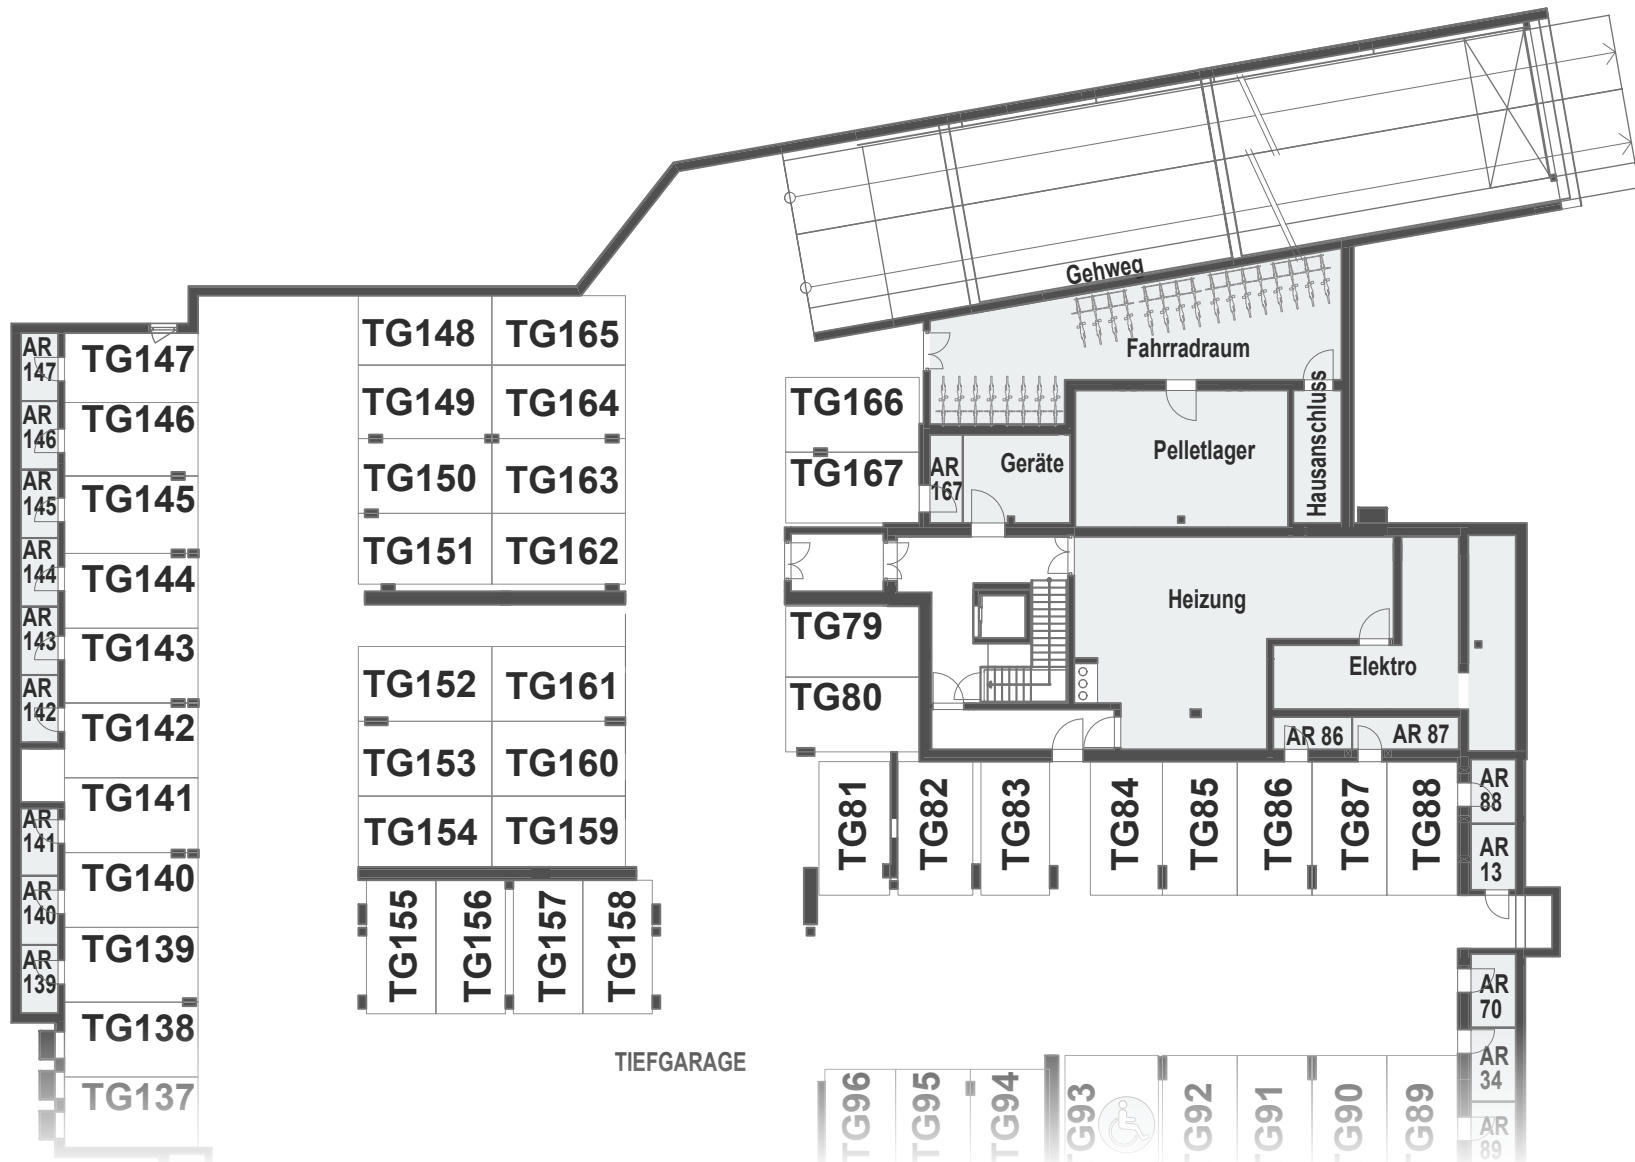 Gehweg
Fahrradraum
Hausanschluss
Pelletlager
Geräte
AR
167
Heizung
Elektro
AR 86
AR 87
AR
147
TG147
AR
146
TG146
AR
145
TG145
AR
144
TG144
AR
143
TG143
AR
142
TG142
TG141
AR
141
TG140
AR
140
TG139
AR
139
TG138
TG137
TG148
TG165
TG149
TG164
TG150
TG163
TG151
TG162
TG152
TG161
TG153
TG160
TG154
TG159
TG155
TG156
TG157
TG158
TG166
TG167
TG79
TG80
TG81
TG82
TG83
TG84
TG85
TG86
TG87
TG88
AR
88
AR
13
AR
70
AR
34
AR
89
TIEFGARAGE
TG96
TG95
TG94
TG93
TG92
TG91
TG90
TG89